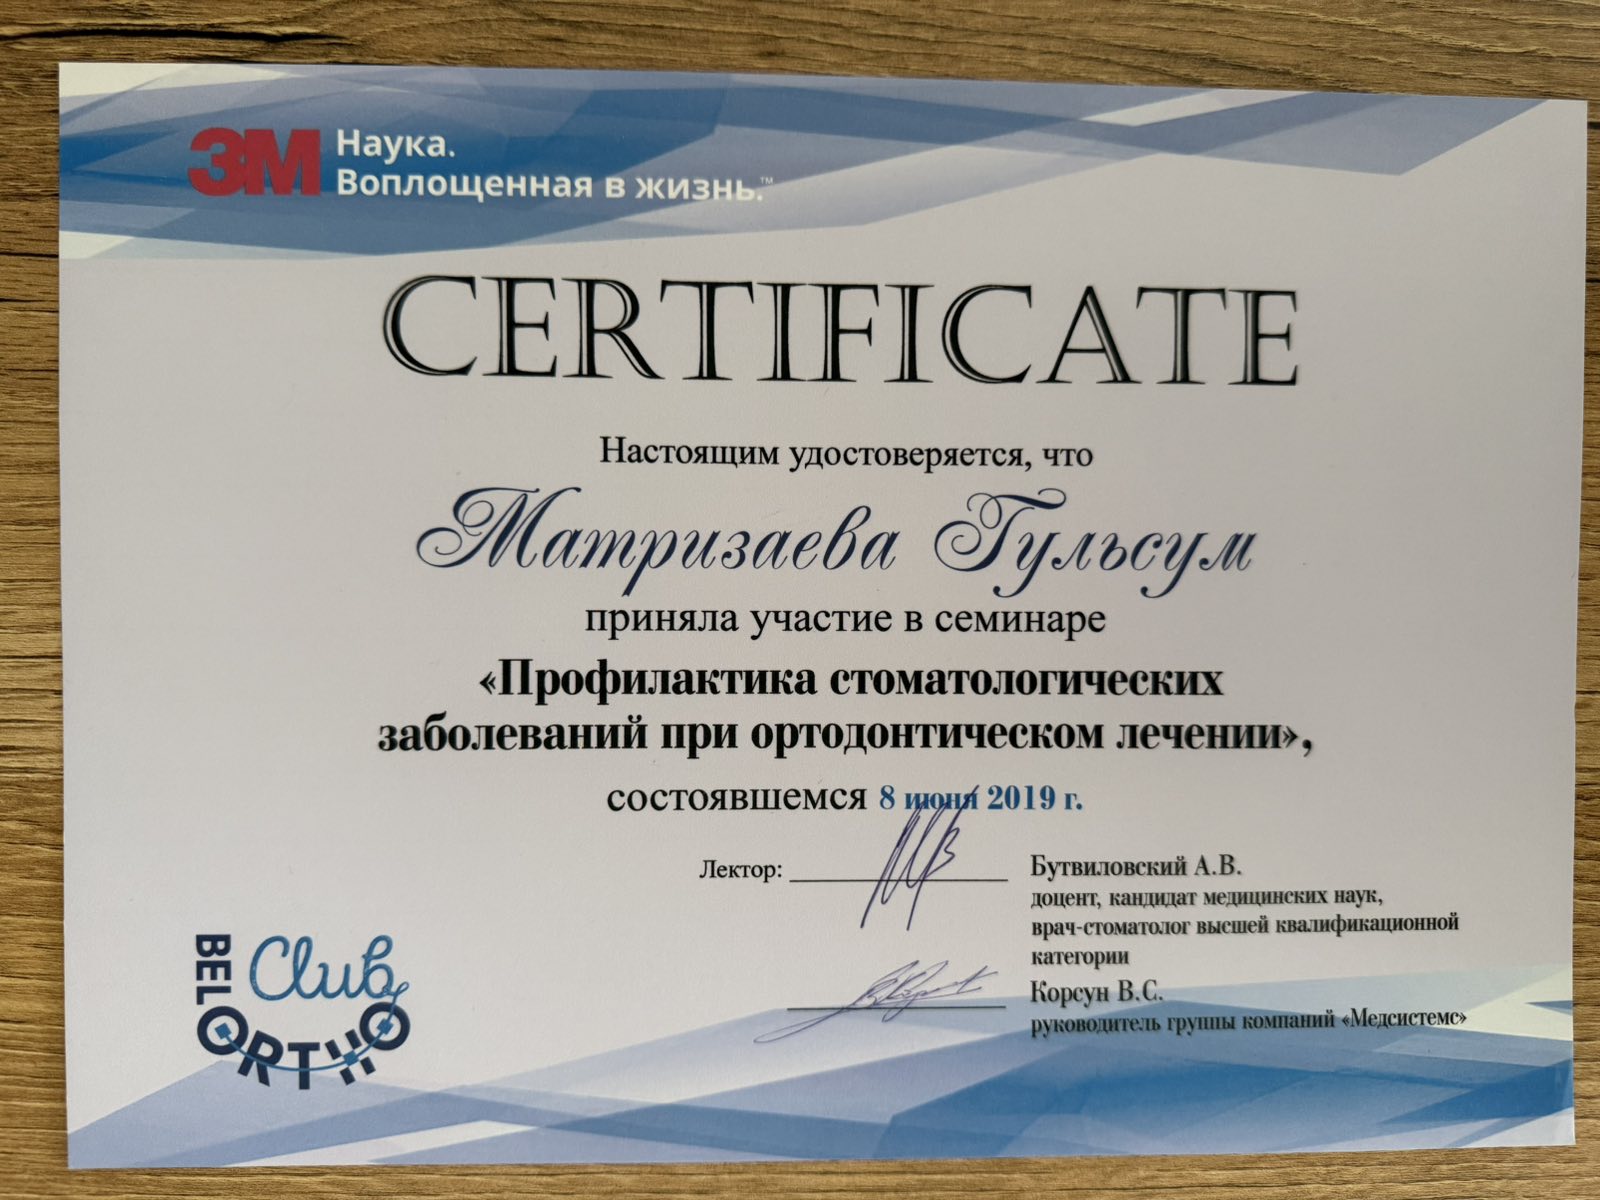 3M Наука.
Воплощенная в жизнь.™
CERTIFICATE
Настоящим удостоверяется, что
Матризаева Гульсум
приняла участие в семинаре
«Профилактика стоматологических
заболеваний при ортодонтическом лечении»,
состоявшемся 8 июня 2019 г.
Лектор:
Бутвиловский А.В.
доцент, кандидат медицинских наук,
врач-стоматолог высшей квалификационной
категории
Корсун В.С.
руководитель группы компаний «Медсистемс»
BEL Club
ORTHO